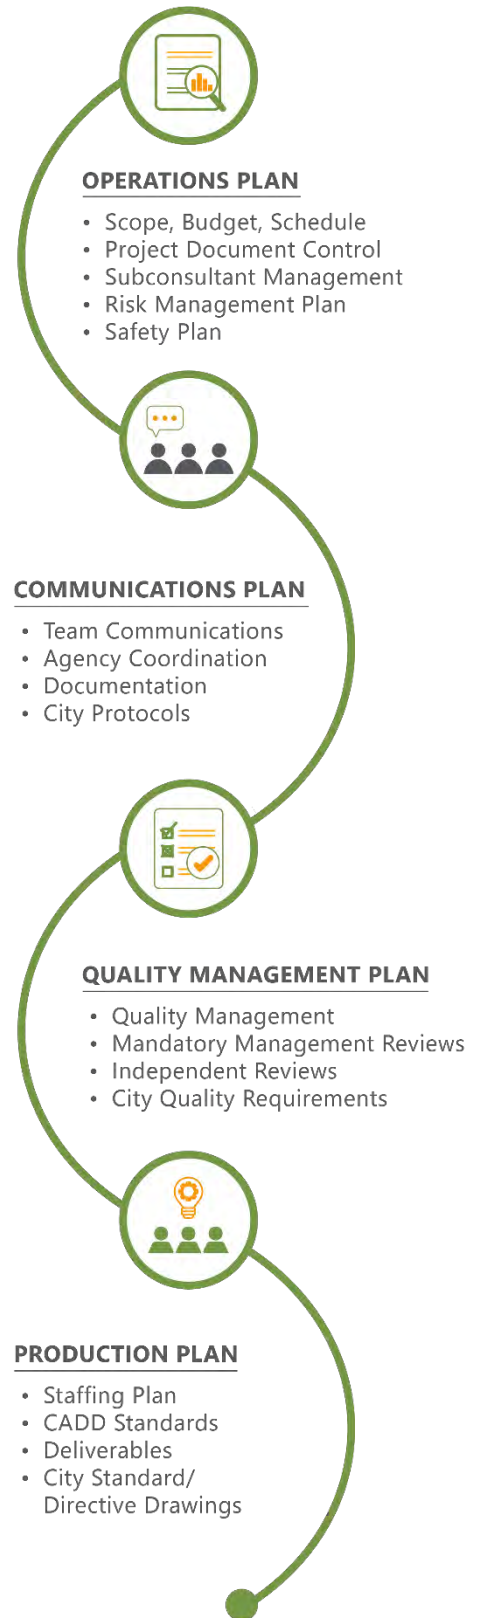 OPERATIONS PLAN
• Scope, Budget, Schedule
• Project Document Control
• Subconsultant Management
• Risk Management Plan
• Safety Plan
COMMUNICATIONS PLAN
• Team Communications
• Agency Coordination
• Documentation
• City Protocols
QUALITY MANAGEMENT PLAN
• Quality Management
• Mandatory Management Reviews
• Independent Reviews
• City Quality Requirements
PRODUCTION PLAN
• Staffing Plan
• CADD Standards
• Deliverables
• City Standard/
Directive Drawings